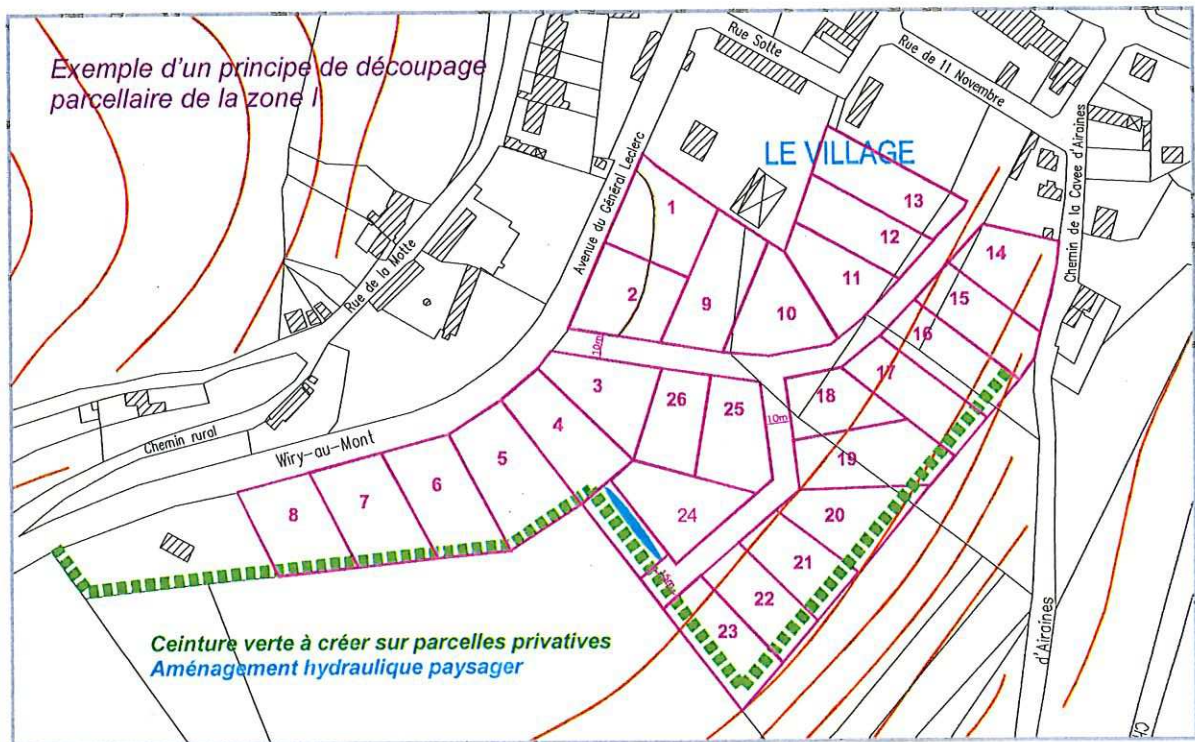 Exemple d'un principe de découpage
parcellaire de la zone I
Rue Sotte
Rue de 11 Novembre
LE VILLAGE
Chemin de la Cavee d'Airaines
Avenue du Général Leclerc
Rue de la Motte
1
13
12
14
11
2
9
10
15
16
10m
3
17
26
25
18
10m
4
Chemin rural
Wiry-au-Mont
19
5
6
7
8
24
20
21
22
23
d'Airaines
Ceinture verte à créer sur parcelles privatives
Aménagement hydraulique paysager